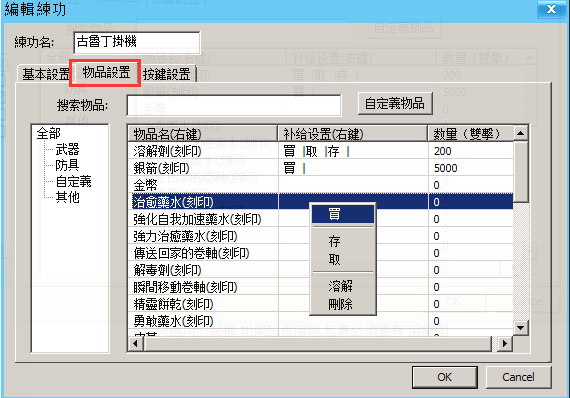 編輯練功
練功名: 古魯丁掛機
基本設置 物品設置 按鍵設置
搜索物品: 自定義物品
全部
武器
防具
自定義
其他
物品名(右鍵) 补给设置(右鍵) 數量（雙擊）
溶解劑(刻印) 買 |取 |存 | 200
銀箭(刻印) 買 | 5000
金幣 0
治愈藥水(刻印) 0
強化自我加速藥水(刻印) 0
強力治愈藥水(刻印) 0
傳送回家的卷軸(刻印) 0
解毒劑(刻印) 0
瞬間移動卷軸(刻印) 0
精靈餅乾(刻印) 0
勇敢藥水(刻印) 0
買
存
取
溶解
刪除
OK Cancel